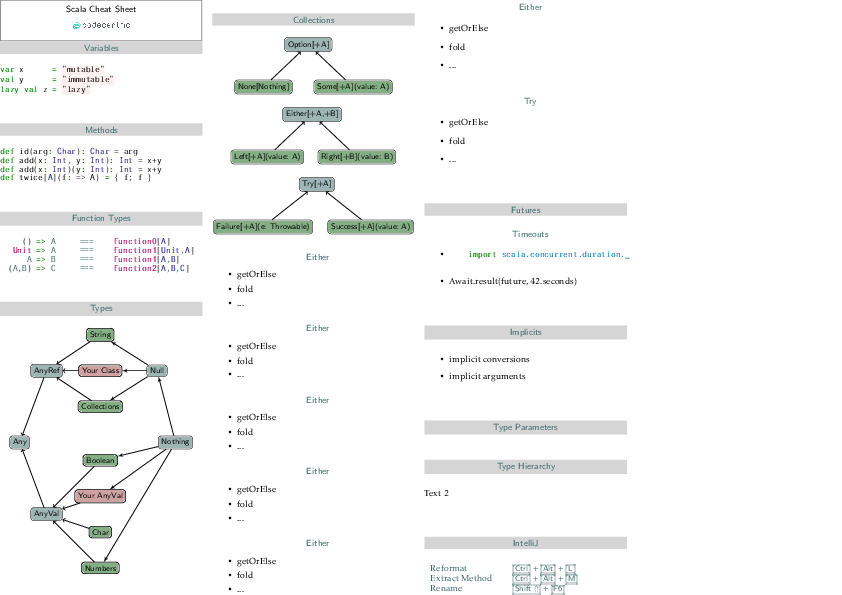 Scala Cheat Sheet
codecentric
Variables
var x = "mutable"
val y = "immutable"
lazy val z = "lazy"
Methods
def id(arg: Char): Char = arg
def add(x: Int, y: Int): Int = x+y
def add(x: Int)(y: Int): Int = x+y
def twice[A](f: => A) = { f; f }
Function Types
() => A === Function0[A]
Unit => A === Function1[Unit,A]
A => B === Function1[A,B]
(A,B) => C === Function2[A,B,C]
Types
String
AnyRef Your Class Null
Collections
Any Nothing
Boolean
Your AnyVal
AnyVal
Char
Numbers
Collections
Option[+A]
None[Nothing] Some[+A](value: A)
Either[+A,+B]
Left[+A](value: A) Right[+B](value: B)
Try[+A]
Failure[+A](e: Throwable) Success[+A](value: A)
Either
• getOrElse
• fold
• ...
Either
• getOrElse
• fold
• ...
Either
• getOrElse
• fold
• ...
Either
• getOrElse
• fold
• ...
Either
• getOrElse
• fold
• ...
Either
• getOrElse
• fold
• ...
Try
• getOrElse
• fold
• ...
Futures
Timeouts
• import scala.concurrent.duration._
• Await.result(future, 42.seconds)
Implicits
• implicit conversions
• implicit arguments
Type Parameters
Type Hierarchy
Text 2
IntelliJ
Reformat Ctrl + Alt + L
Extract Method Ctrl + Alt + M
Rename Shift ⇧ + F6